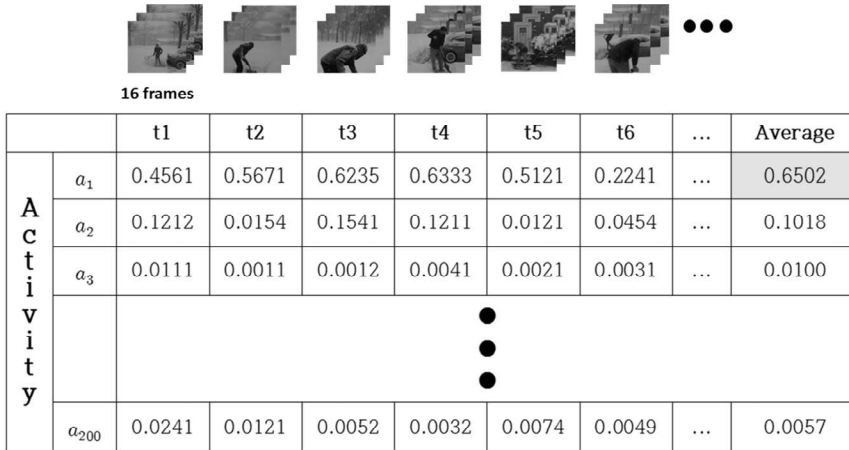 16 frames
t1 t2 t3 t4 t5 t6 ... Average
Activity
a₁ 0.4561 0.5671 0.6235 0.6333 0.5121 0.2241 ... 0.6502
a₂ 0.1212 0.0154 0.1541 0.1211 0.0121 0.0454 ... 0.1018
a₃ 0.0111 0.0011 0.0012 0.0041 0.0021 0.0031 ... 0.0100
a₂₀₀ 0.0241 0.0121 0.0052 0.0032 0.0074 0.0049 ... 0.0057